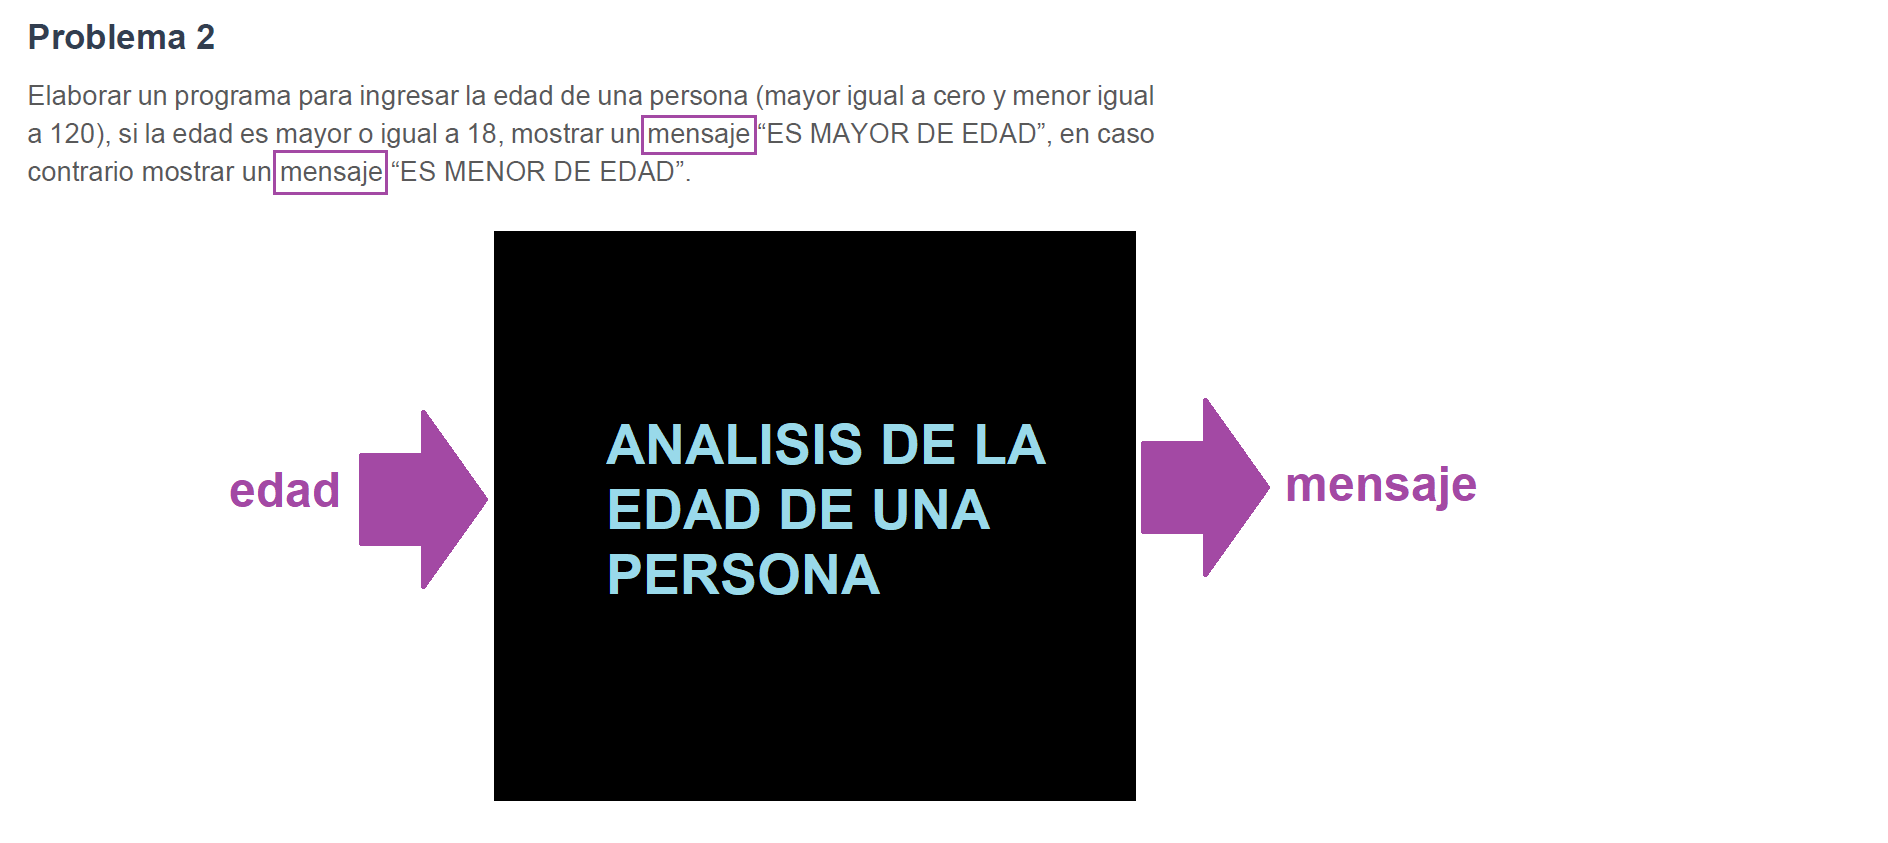 Problema 2
Elaborar un programa para ingresar la edad de una persona (mayor igual a cero y menor igual
a 120), si la edad es mayor o igual a 18, mostrar un mensaje “ES MAYOR DE EDAD”, en caso
contrario mostrar un mensaje “ES MENOR DE EDAD”.
edad
ANALISIS DE LA
EDAD DE UNA
PERSONA
mensaje